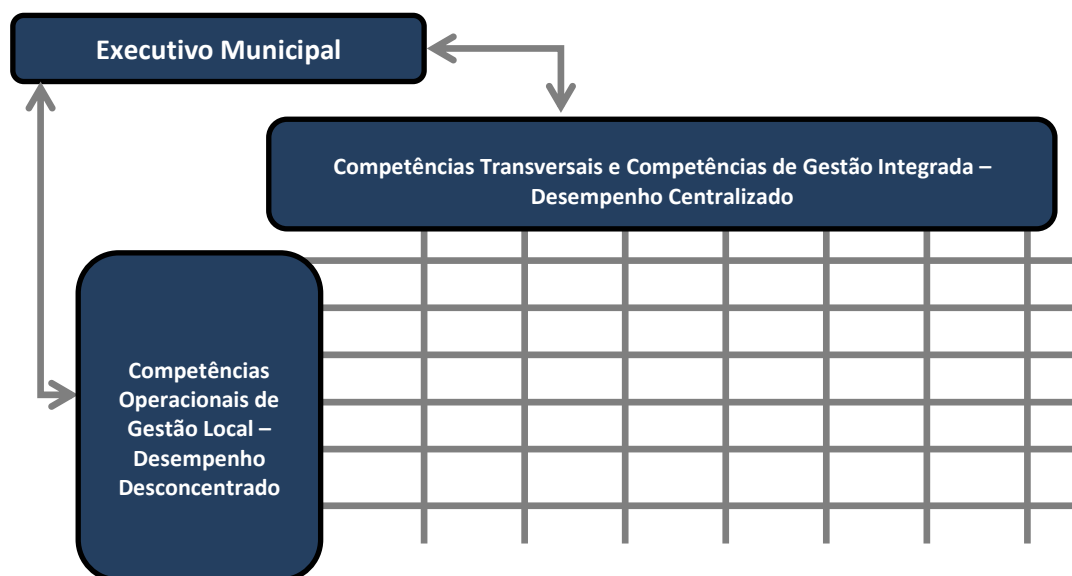 Executivo Municipal
Competências Transversais e Competências de Gestão Integrada –
Desempenho Centralizado
Competências
Operacionais de
Gestão Local –
Desempenho
Desconcentrado